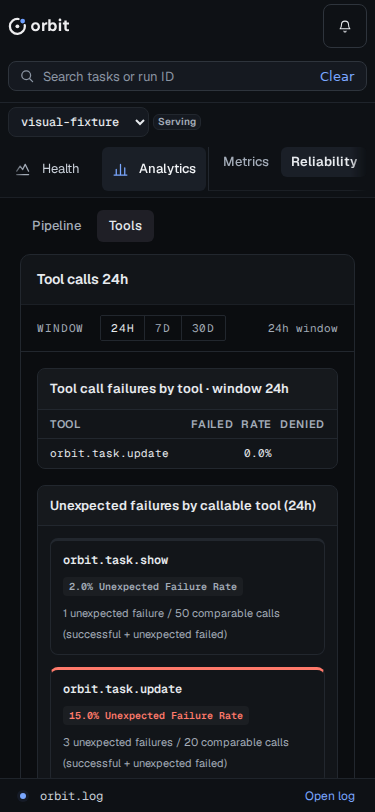 orbit
Search tasks or run ID Clear
visual-fixture Serving
Health Analytics Metrics Reliability
Pipeline Tools
Tool calls 24h
WINDOW 24H 7D 30D 24h window
Tool call failures by tool · window 24h
TOOL FAILED RATE DENIED
orbit.task.update 0.0%
Unexpected failures by callable tool (24h)
orbit.task.show
2.0% Unexpected Failure Rate
1 unexpected failure / 50 comparable calls
(successful + unexpected failed)
orbit.task.update
15.0% Unexpected Failure Rate
3 unexpected failures / 20 comparable calls
(successful + unexpected failed)
orbit.log Open log